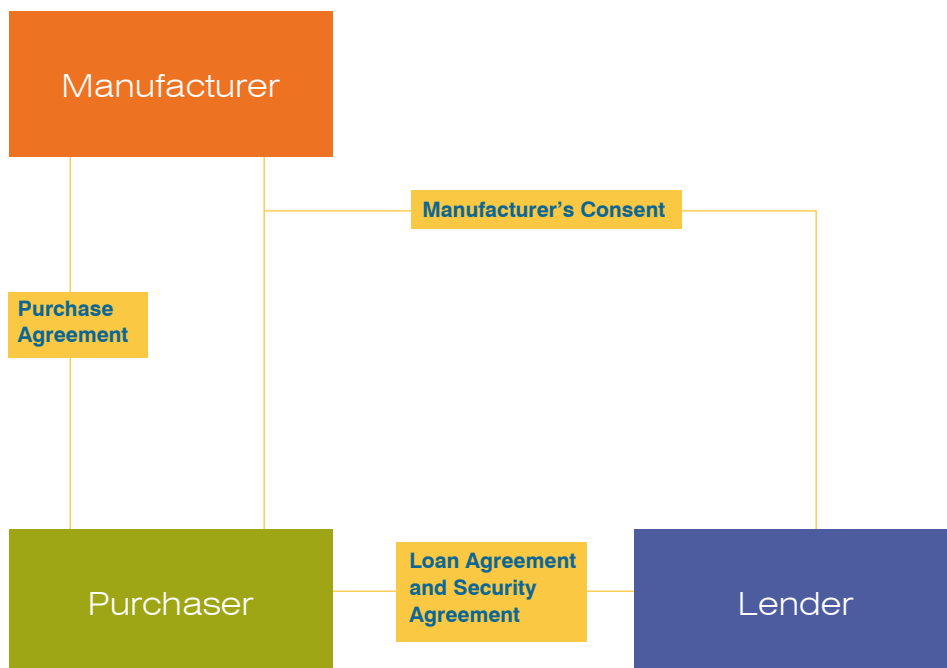 Manufacturer
Manufacturer’s Consent
Purchase
Agreement
Purchaser
Loan Agreement
and Security
Agreement
Lender